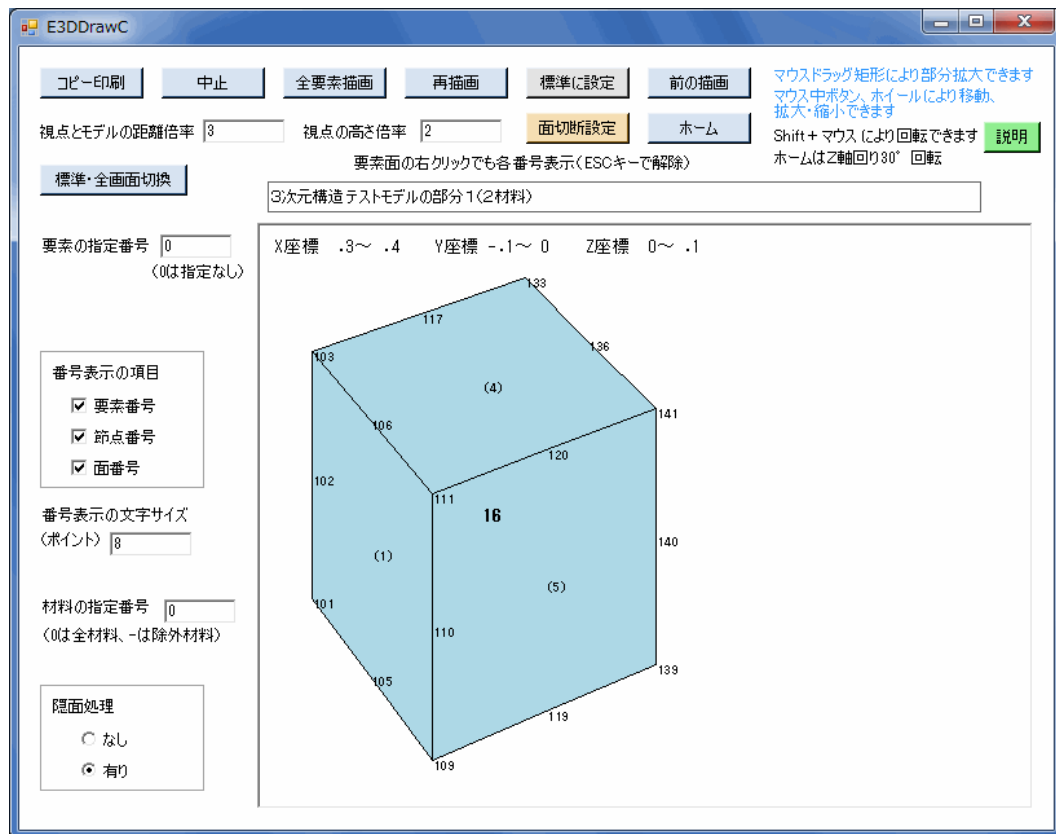 E3DDrawC
コピー印刷 中止 全要素描画 再描画 標準に設定 前の描画
マウスドラッグ矩形により部分拡大できます
マウス中ボタン、ホイールにより移動、
拡大・縮小できます
視点とモデルの距離倍率 3 視点の高さ倍率 2 面切断設定 ホーム
Shift+マウス により回転できます 説明
ホームはZ軸回り30° 回転
要素面の右クリックでも各番号表示(ESCキーで解除)
標準・全画面切換
3次元構造テストモデルの部分1(2材料)
要素の指定番号 0
(0は指定なし)
X座標 .3～ .4 Y座標 -.1～ 0 Z座標 0～ .1
133
117
136
103
(4)
106
141
120
102
111
16
140
(1)
(5)
101
110
139
105
119
109
番号表示の項目
要素番号
節点番号
面番号
番号表示の文字サイズ
(ポイント) 8
材料の指定番号 0
(0は全材料、-は除外材料)
隠面処理
なし
有り